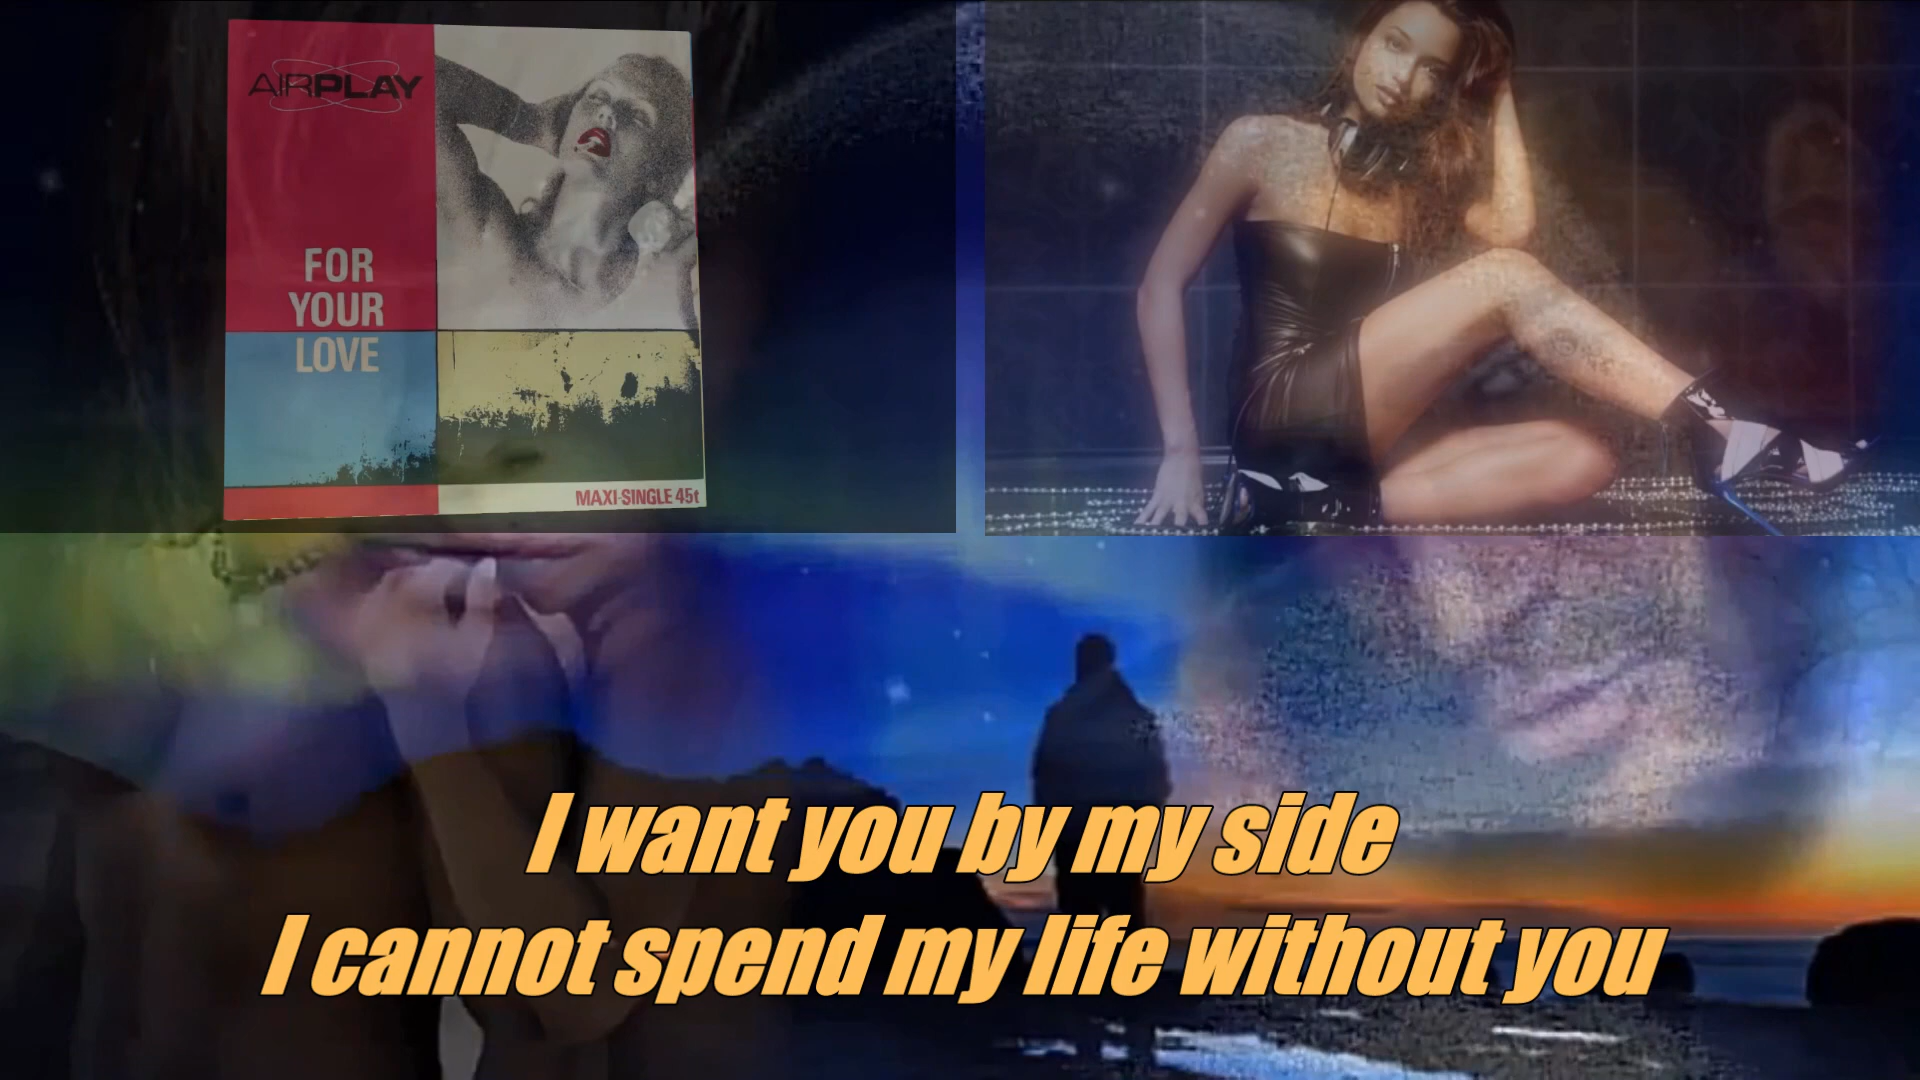 AIRPLAY
FOR
YOUR
LOVE
MAXI-SINGLE 45t
I want you by my side
I cannot spend my life without you